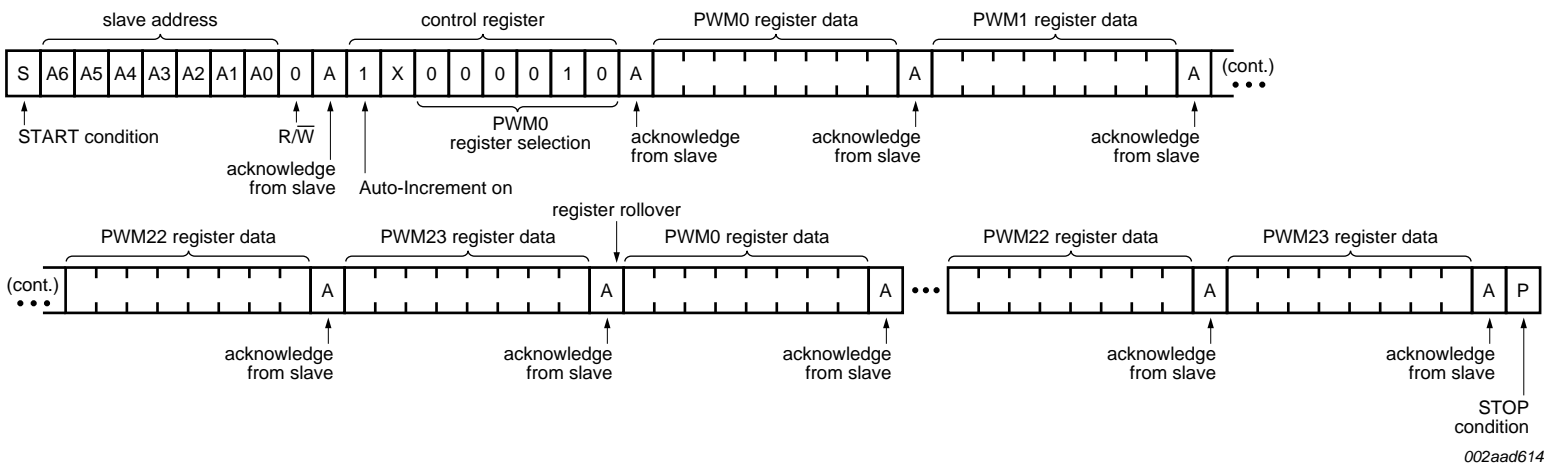 slave address control register PWM0 register data PWM1 register data
S A6 A5 A4 A3 A2 A1 A0 0 A 1 X 0 0 0 0 1 0 A A A (cont.)
START condition R/W̅ PWM0 register selection acknowledge from slave acknowledge from slave acknowledge from slave
acknowledge from slave Auto-Increment on
register rollover
PWM22 register data PWM23 register data PWM0 register data PWM22 register data PWM23 register data
(cont.) A A A A A P
acknowledge from slave acknowledge from slave acknowledge from slave acknowledge from slave acknowledge from slave
STOP condition
002aad614